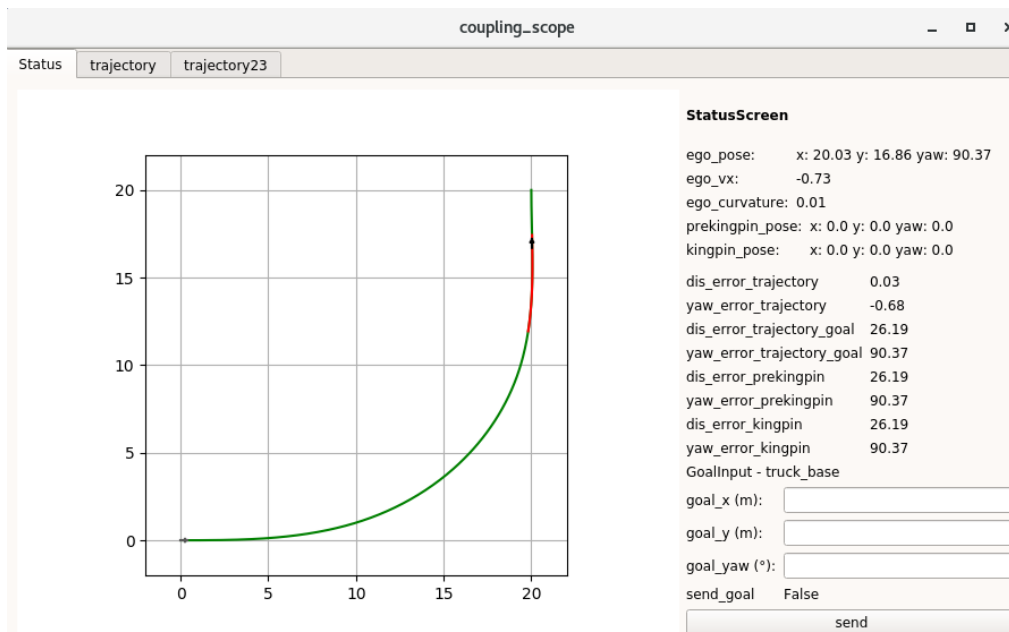 coupling_scope
Status trajectory trajectory23
StatusScreen
ego_pose: x: 20.03 y: 16.86 yaw: 90.37
ego_vx: -0.73
ego_curvature: 0.01
prekingpin_pose: x: 0.0 y: 0.0 yaw: 0.0
kingpin_pose: x: 0.0 y: 0.0 yaw: 0.0
dis_error_trajectory 0.03
yaw_error_trajectory -0.68
dis_error_trajectory_goal 26.19
yaw_error_trajectory_goal 90.37
dis_error_prekingpin 26.19
yaw_error_prekingpin 90.37
dis_error_kingpin 26.19
yaw_error_kingpin 90.37
GoalInput - truck_base
goal_x (m):
goal_y (m):
goal_yaw (°):
send_goal False
send
20
15
10
5
0
0 5 10 15 20